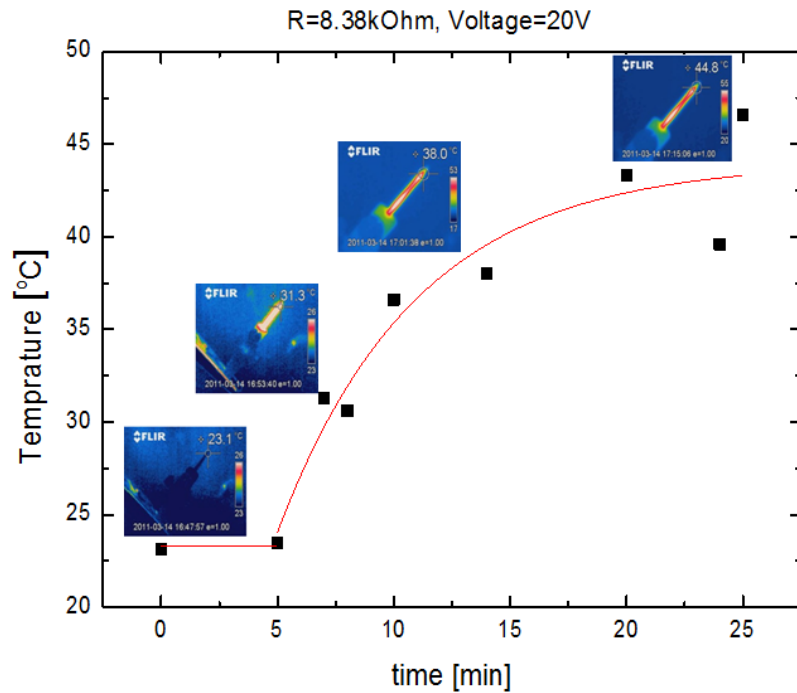 R=8.38kOhm, Voltage=20V
50
45
40
35
30
25
20
Temprature [°C]
0
5
10
15
20
25
time [min]
FLIR
44.8 °C
55
20
2011-03-14 17:15:06 e=1.00
FLIR
38.0 °C
53
17
2011-03-14 17:01:38 e=1.00
FLIR
31.3 °C
26
23
2011-03-14 16:53:40 e=1.00
FLIR
23.1 °C
26
23
2011-03-14 16:47:57 e=1.00